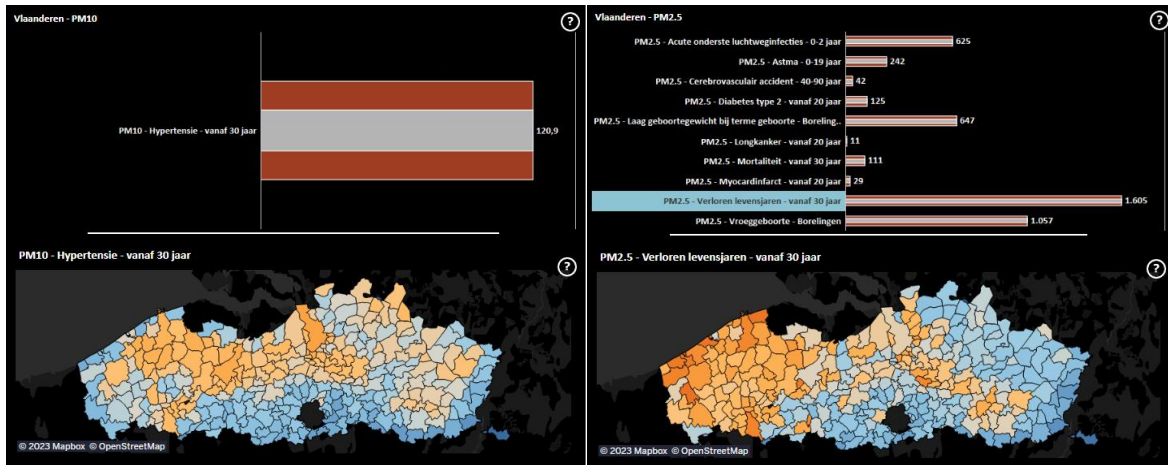 Vlaanderen - PM10
?
PM10 - Hypertensie - vanaf 30 jaar
120,9
PM10 - Hypertensie - vanaf 30 jaar
?
© 2023 Mapbox © OpenStreetMap
Vlaanderen - PM2.5
?
PM2.5 - Acute onderste luchtweginfecties - 0-2 jaar 625
PM2.5 - Astma - 0-19 jaar 242
PM2.5 - Cerebrovasculair accident - 40-90 jaar 42
PM2.5 - Diabetes type 2 - vanaf 20 jaar 125
PM2.5 - Laag geboortegewicht bij terme geboorte - Boreling.. 647
PM2.5 - Longkanker - vanaf 20 jaar 11
PM2.5 - Mortaliteit - vanaf 30 jaar 111
PM2.5 - Myocardinfarct - vanaf 20 jaar 29
PM2.5 - Verloren levensjaren - vanaf 30 jaar 1.605
PM2.5 - Vroeggeboorte - Borelingen 1.057
PM2.5 - Verloren levensjaren - vanaf 30 jaar
?
© 2023 Mapbox © OpenStreetMap